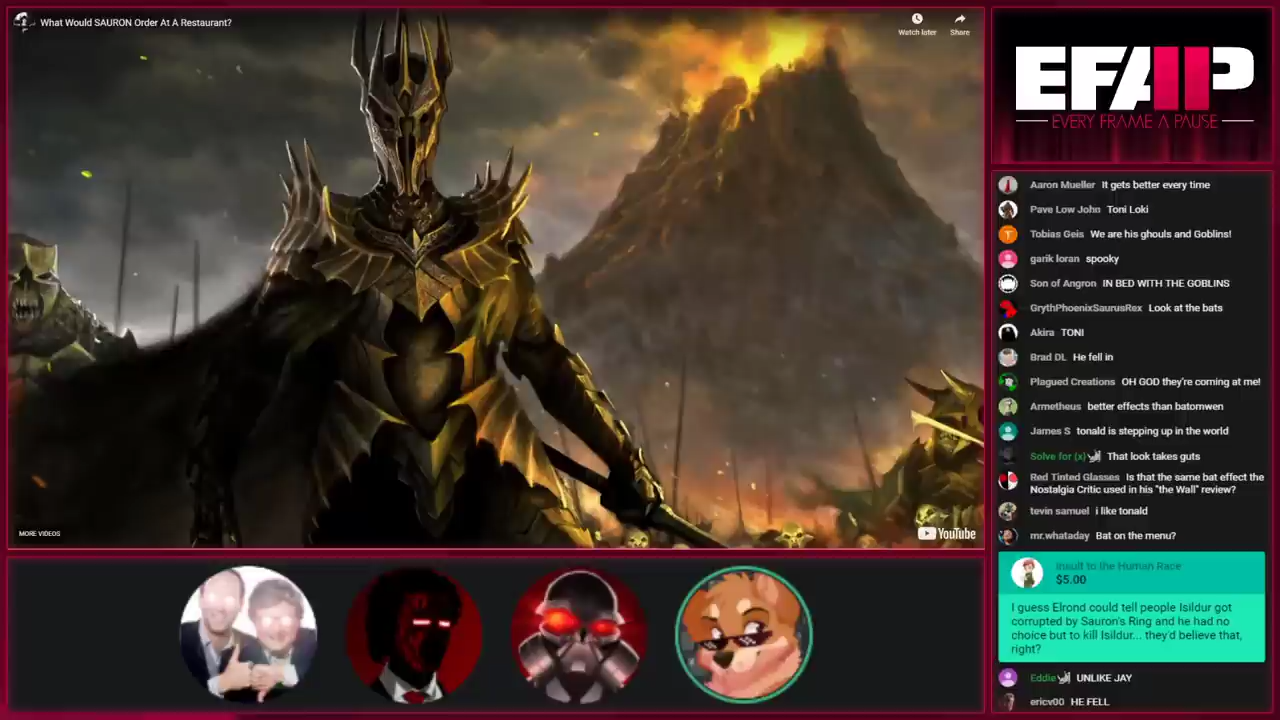 What Would SAURON Order At A Restaurant?
Watch later
Share
MORE VIDEOS
YouTube
EFAP
EVERY FRAME A PAUSE
Aaron Mueller It gets better every time
Pave Low John Toni Loki
Tobias Geis We are his ghouls and Goblins!
garik loran spooky
Son of Angron IN BED WITH THE GOBLINS
GrythPhoenixSaurusRex Look at the bats
Akira TONI
Brad DL He fell in
Plagued Creations OH GOD they're coming at me!
Armetheus better effects than batomwen
James S tonald is stepping up in the world
Solve for (x) That look takes guts
Red Tinted Glasses Is that the same bat effect the
Nostalgia Critic used in his "the Wall" review?
tevin samuel i like tonald
mr.whataday Bat on the menu?
Insult to the Human Race
$5.00
I guess Elrond could tell people Isildur got
corrupted by Sauron's Ring and he had no
choice but to kill Isildur... they'd believe that,
right?
Eddie UNLIKE JAY
ericv00 HE FELL